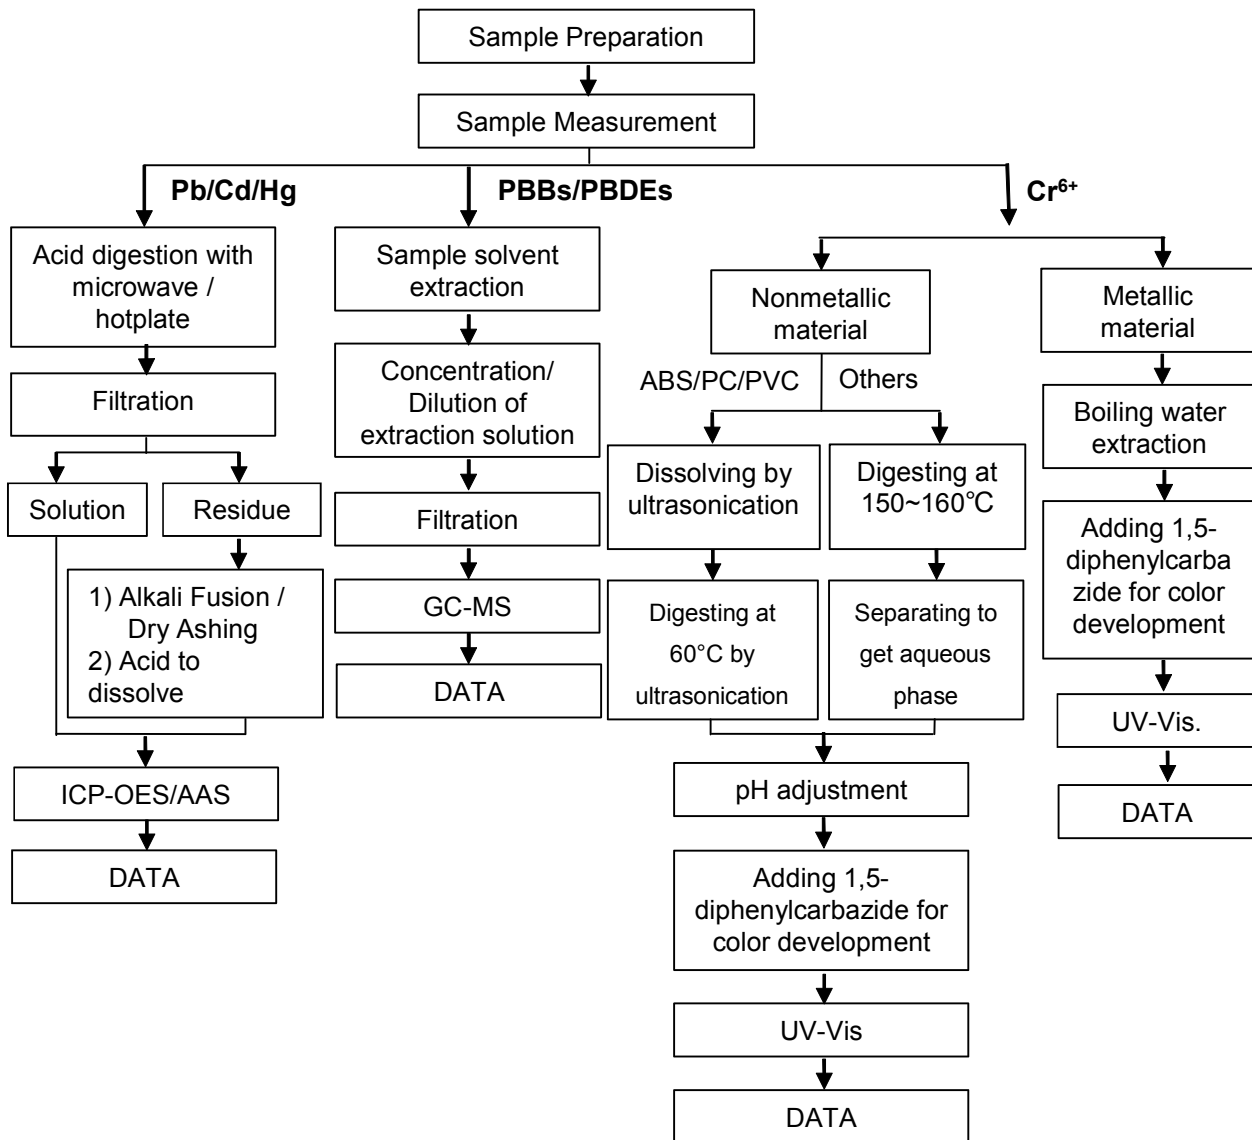 Sample Preparation
Sample Measurement
Pb/Cd/Hg
PBBs/PBDEs
Cr⁶⁺
Acid digestion with
microwave /
hotplate
Filtration
Solution
Residue
1) Alkali Fusion /
Dry Ashing
2) Acid to
dissolve
ICP-OES/AAS
DATA
Sample solvent
extraction
Concentration/
Dilution of
extraction solution
Filtration
GC-MS
DATA
Nonmetallic
material
ABS/PC/PVC
Others
Dissolving by
ultrasonication
Digesting at
60°C by
ultrasonication
Digesting at
150~160℃
Separating to
get aqueous
phase
pH adjustment
Adding 1,5-
diphenylcarbazide for
color development
UV-Vis
DATA
Metallic
material
Boiling water
extraction
Adding 1,5-
diphenylcarba
zide for color
development
UV-Vis.
DATA